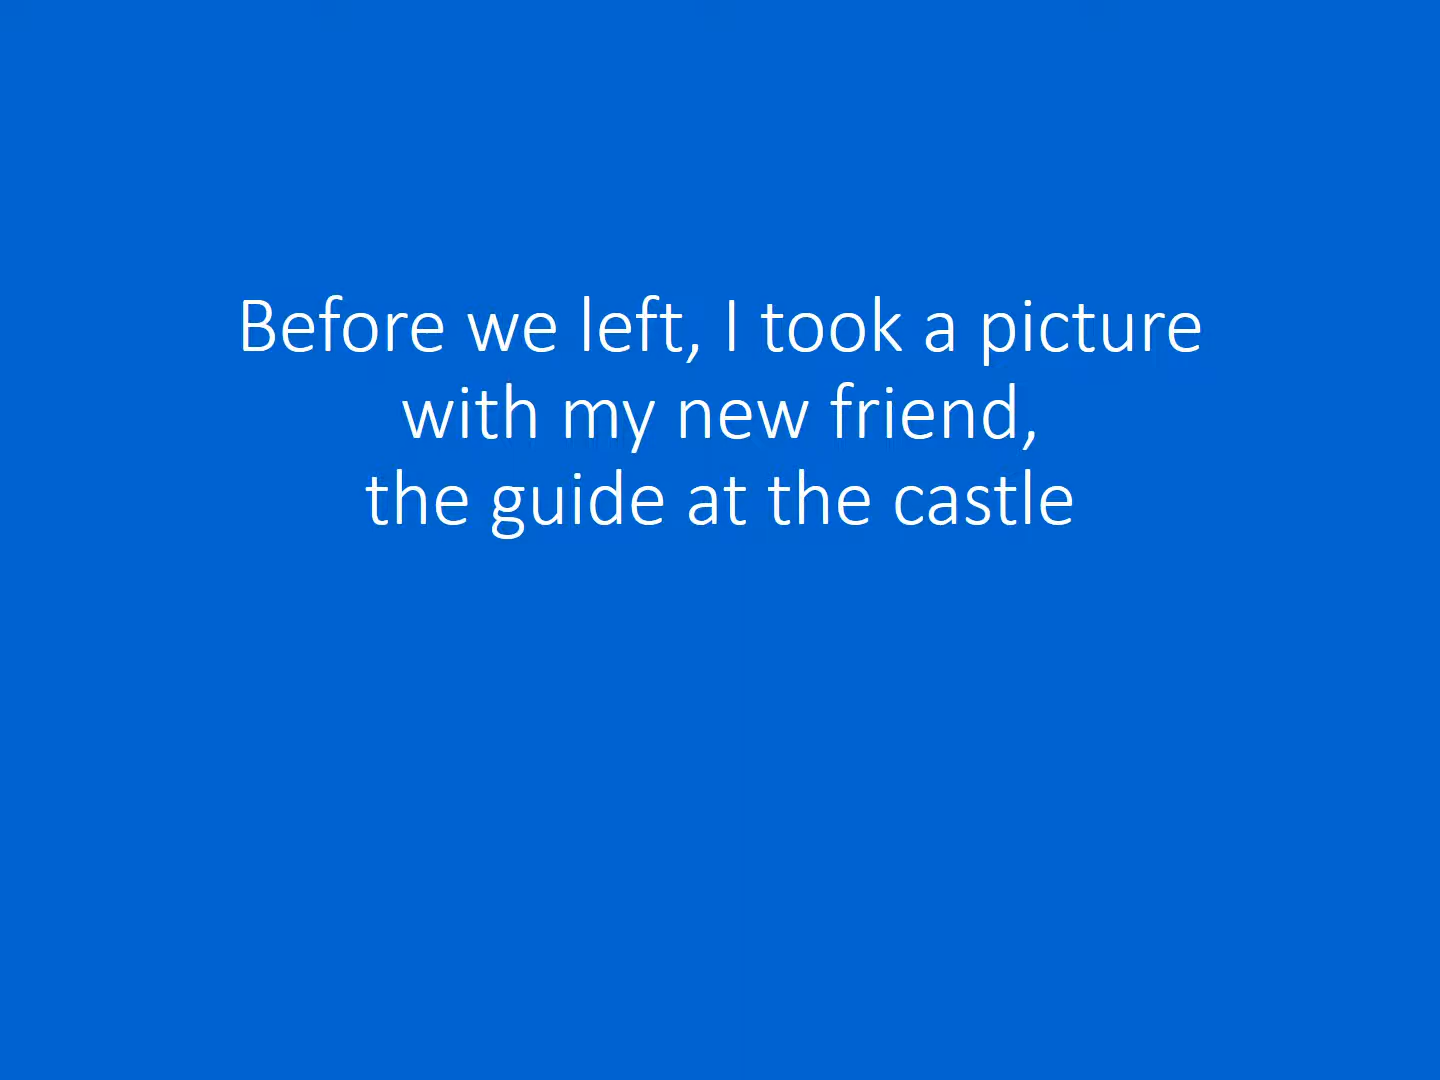 Before we left, I took a picture
with my new friend,
the guide at the castle